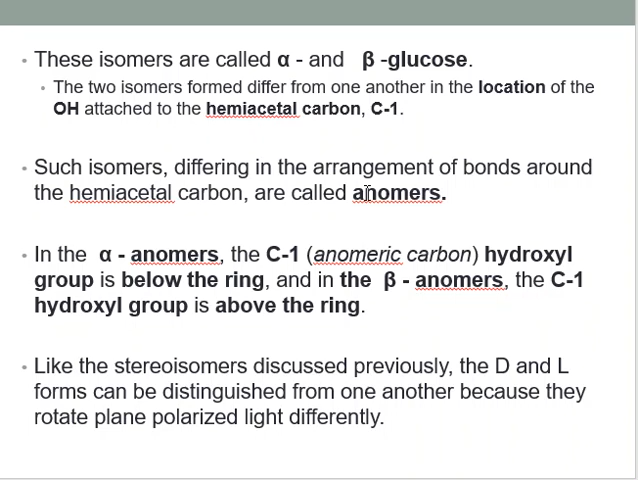 • These isomers are called α - and β -glucose.
• The two isomers formed differ from one another in the location of the
OH attached to the hemiacetal carbon, C-1.
• Such isomers, differing in the arrangement of bonds around
the hemiacetal carbon, are called anomers.
• In the α - anomers, the C-1 (anomeric carbon) hydroxyl
group is below the ring, and in the β - anomers, the C-1
hydroxyl group is above the ring.
• Like the stereoisomers discussed previously, the D and L
forms can be distinguished from one another because they
rotate plane polarized light differently.